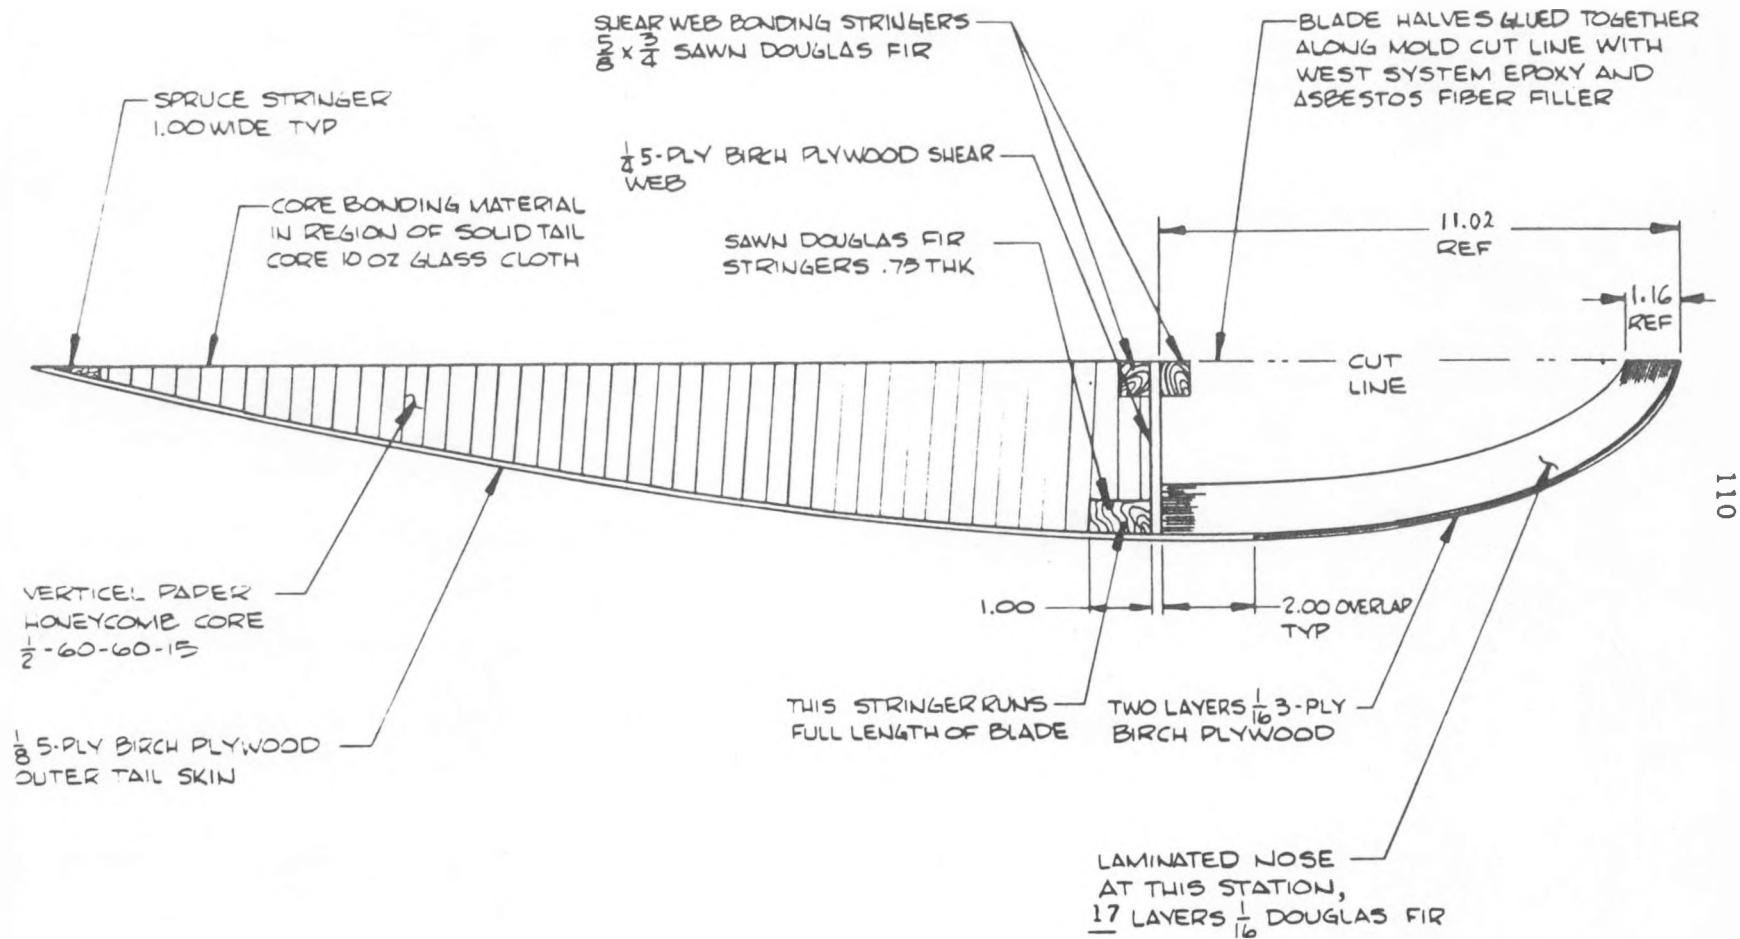 SHEAR WEB BONDING STRINGERS
5/8 x 3/4 SAWN DOUGLAS FIR
BLADE HALVES GLUED TOGETHER
ALONG MOLD CUT LINE WITH
WEST SYSTEM EPOXY AND
ASBESTOS FIBER FILLER
SPRUCE STRINGER
1.00 WIDE TYP
1/4 5-PLY BIRCH PLYWOOD SHEAR
WEB
CORE BONDING MATERIAL
IN REGION OF SOLID TAIL
CORE 10 OZ GLASS CLOTH
SAWN DOUGLAS FIR
STRINGERS .75 THK
11.02
REF
1.16
REF
CUT
LINE
110
VERTICEL PAPER
HONEYCOMB CORE
1/2-60-60-15
1.00
2.00 OVERLAP
TYP
THIS STRINGER RUNS
FULL LENGTH OF BLADE
TWO LAYERS 1/16 3-PLY
BIRCH PLYWOOD
1/8 5-PLY BIRCH PLYWOOD
OUTER TAIL SKIN
LAMINATED NOSE
AT THIS STATION,
17 LAYERS 1/16 DOUGLAS FIR